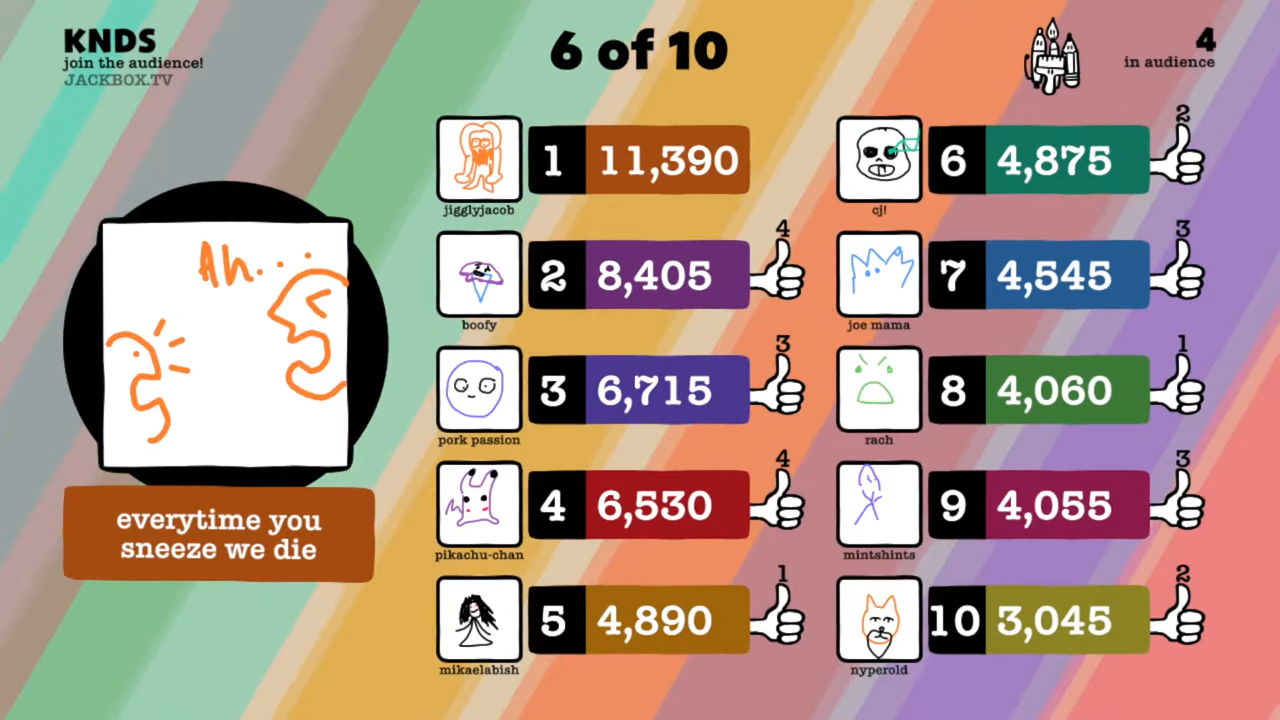 KNDS
join the audience!
JACKBOX.TV
6 of 10
4
in audience
Ah...
everytime you
sneeze we die
1 11,390
jigglyjacob
4
2 8,405
boofy
3
3 6,715
pork passion
4
4 6,530
pikachu-chan
1
5 4,890
mikaelabish
2
6 4,875
cj!
3
7 4,545
joe mama
1
8 4,060
rach
3
9 4,055
mintshints
2
10 3,045
nyperold